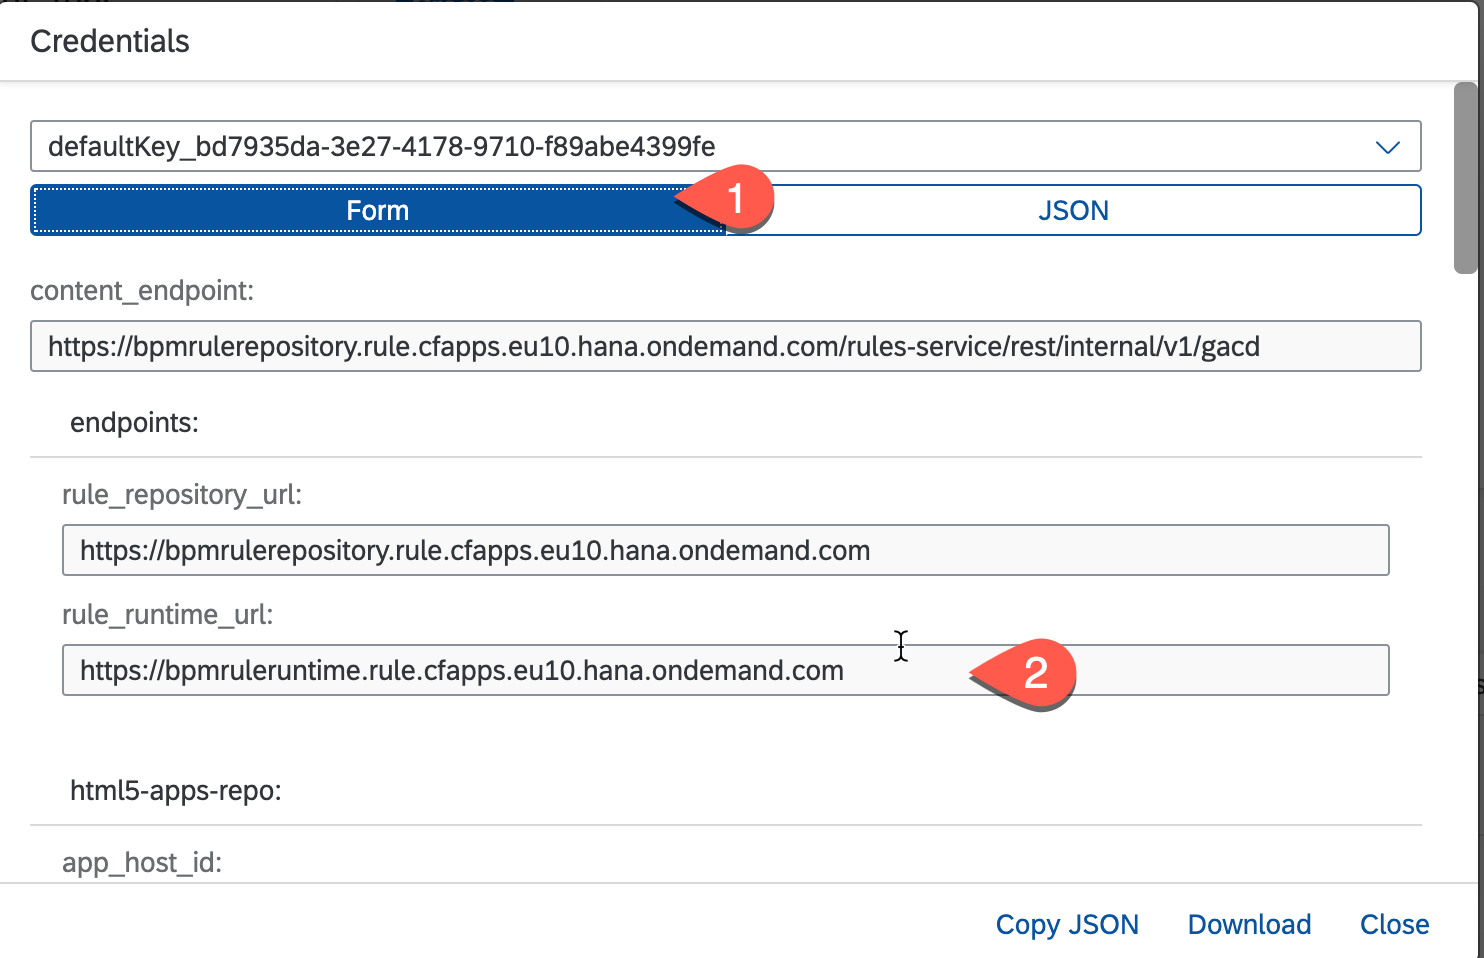 Credentials
defaultKey_bd7935da-3e27-4178-9710-f89abe4399fe
Form 1 JSON
content_endpoint:
https://bpmrulerepository.rule.cfapps.eu10.hana.ondemand.com/rules-service/rest/internal/v1/gacd
endpoints:
rule_repository_url:
https://bpmrulerepository.rule.cfapps.eu10.hana.ondemand.com
rule_runtime_url:
https://bpmruleruntime.rule.cfapps.eu10.hana.ondemand.com 2
html5-apps-repo:
app_host_id:
Copy JSON Download Close